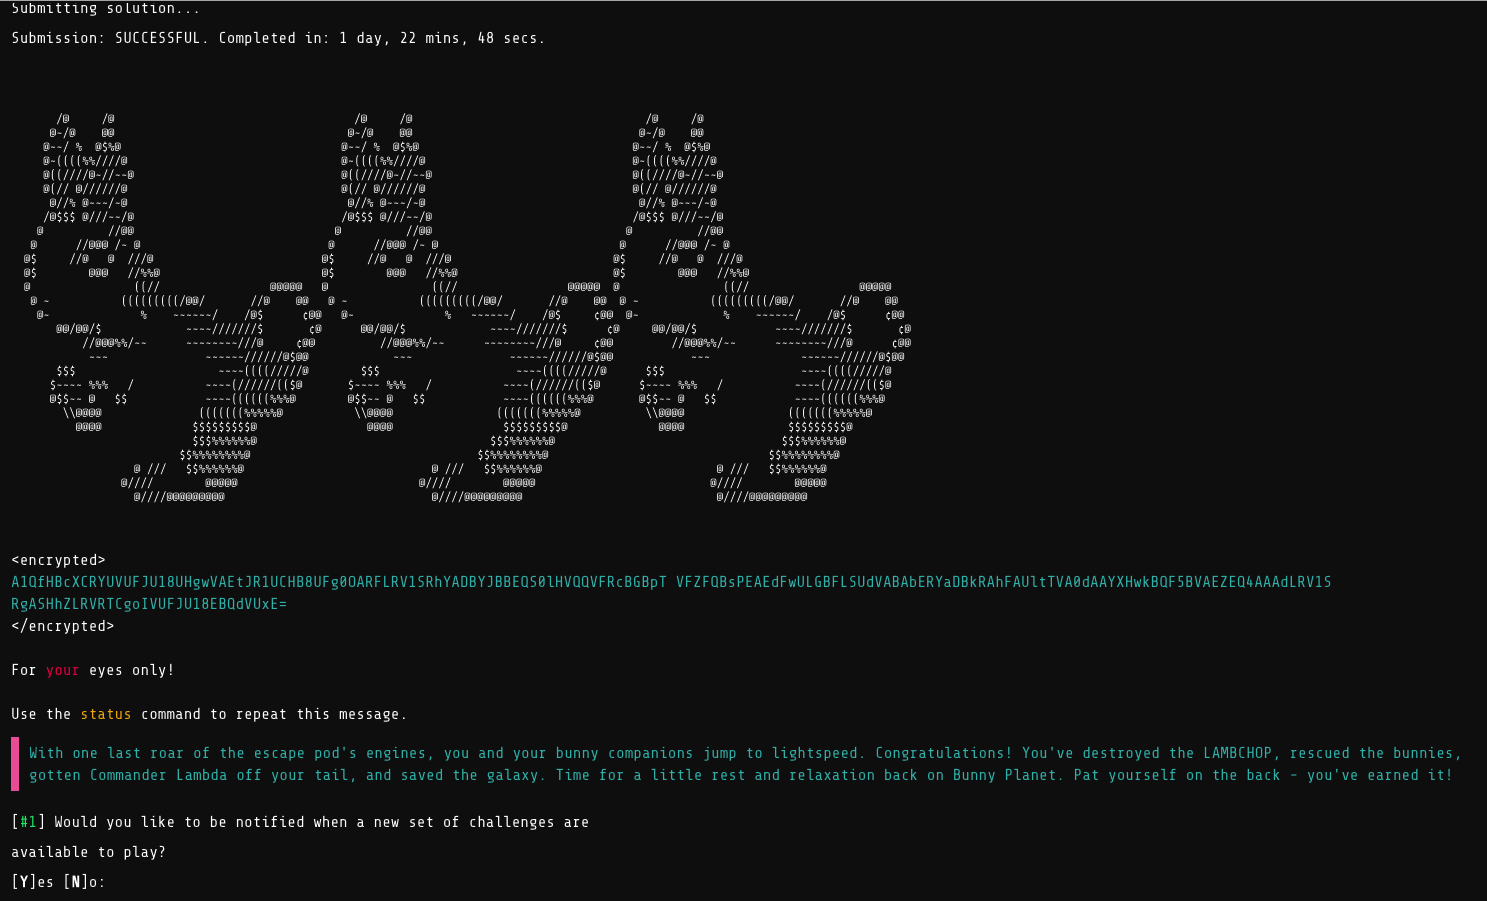 Submitting solution...
Submission: SUCCESSFUL. Completed in: 1 day, 22 mins, 48 secs.
<encrypted>
A1QfHBcXCRYUVUFJU18UHgwVAEtJR1UCHB8UFg0OARFLRV1SRhYADBYJBBEQS0lHVQQVFRcBGBpT VFZFQBsPEAEdFwULGBFLSUdVABAbERYaDBkRAhFAUltTVA0dAAYXHwkBQF5BVAEZEQ4AAAdLRV1S
RgASHhZLRVRTCgoIVUFJU18EBQdVUxE=
</encrypted>
For your eyes only!
Use the status command to repeat this message.
With one last roar of the escape pod's engines, you and your bunny companions jump to lightspeed. Congratulations! You've destroyed the LAMBCHOP, rescued the bunnies,
gotten Commander Lambda off your tail, and saved the galaxy. Time for a little rest and relaxation back on Bunny Planet. Pat yourself on the back - you've earned it!
[#1] Would you like to be notified when a new set of challenges are
available to play?
[Y]es [N]o: